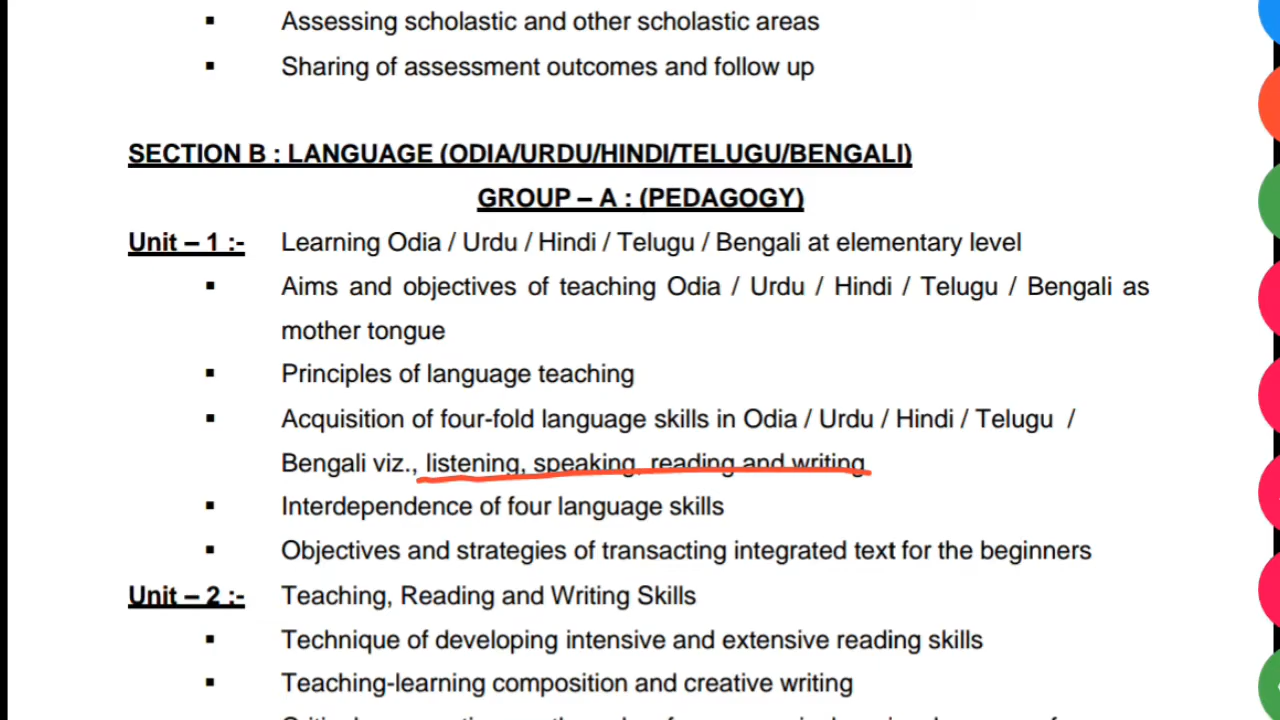 ▪ Assessing scholastic and other scholastic areas
▪ Sharing of assessment outcomes and follow up
SECTION B : LANGUAGE (ODIA/URDU/HINDI/TELUGU/BENGALI)
GROUP – A : (PEDAGOGY)
Unit – 1 :- Learning Odia / Urdu / Hindi / Telugu / Bengali at elementary level
▪ Aims and objectives of teaching Odia / Urdu / Hindi / Telugu / Bengali as
mother tongue
▪ Principles of language teaching
▪ Acquisition of four-fold language skills in Odia / Urdu / Hindi / Telugu /
Bengali viz., listening, speaking, reading and writing
▪ Interdependence of four language skills
▪ Objectives and strategies of transacting integrated text for the beginners
Unit – 2 :- Teaching, Reading and Writing Skills
▪ Technique of developing intensive and extensive reading skills
▪ Teaching-learning composition and creative writing